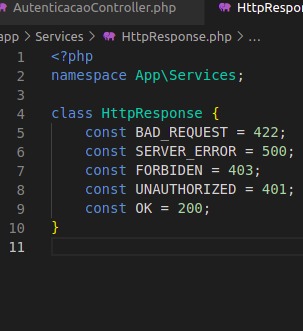 AutenticacaoController.php HttpRespon
app > Services > HttpResponse.php > ...
1 <?php
2 namespace App\Services;
3
4 class HttpResponse {
5 const BAD_REQUEST = 422;
6 const SERVER_ERROR = 500;
7 const FORBIDEN = 403;
8 const UNAUTHORIZED = 401;
9 const OK = 200;
10 }
11